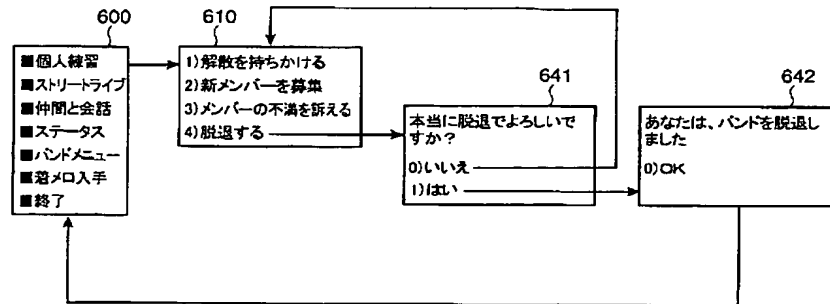 600
■個人練習
■ストリートライブ
■仲間と会話
■ステータス
■バンドメニュー
■着メロ入手
■終了
610
1)解散を持ちかける
2)新メンバーを募集
3)メンバーの不満を訴える
4)脱退する
641
本当に脱退でよろしいで
すか?
0)いいえ
1)はい
642
あなたは、バンドを脱退し
ました
0)OK